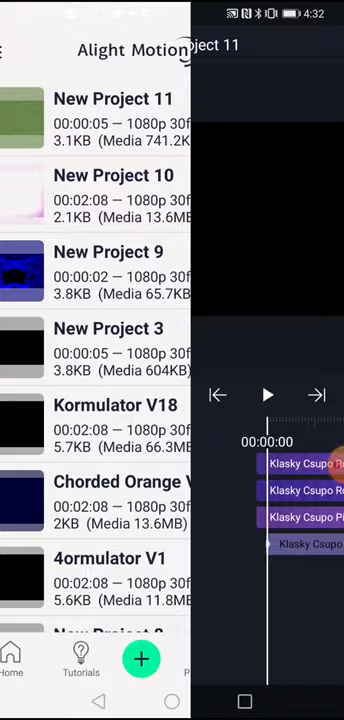 4:32
Alight Motion
oject 11
New Project 11
00:00:05 — 1080p 30f
3.1KB (Media 741.2K
New Project 10
00:02:08 — 1080p 30f
2.1KB (Media 13.6MB
New Project 9
00:00:02 — 1080p 30f
3.8KB (Media 65.7KB
New Project 3
00:00:05 — 1080p 30f
3.8KB (Media 604KB)
Kormulator V18
00:02:08 — 1080p 30f
5.7KB (Media 66.3ME
Chorded Orange V
00:02:08 — 1080p 30f
2KB (Media 13.6MB)
4ormulator V1
00:02:08 — 1080p 30f
5.6KB (Media 11.8MB
00:00:00
Klasky Csupo Ro
Klasky Csupo Ro
Klasky Csupo Pi
Klasky Csupo
Home
Tutorials
P